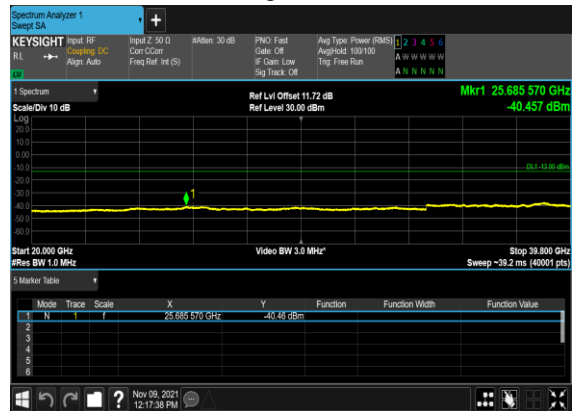 Spectrum Analyzer 1
Swept SA
+
KEYSIGHT Input: RF Input Z: 50 Ω #Atten: 30 dB PNO: Fast Avg Type: Power (RMS) 1 2 3 4 5 6
RL Coupling: DC Corr CCorr Gate: Off Avg|Hold: 100/100 A W W W W W
Align: Auto Freq Ref: Int (S) IF Gain: Low Trig: Free Run
Sig Track: Off A N N N N N
LW
1 Spectrum Ref Lvl Offset 11.72 dB Mkr1 25.685 570 GHz
Scale/Div 10 dB Ref Level 30.00 dBm -40.457 dBm
Log
20.0
10.0
0.00
-10.0 DL1 -13.00 dBm
-20.0
-30.0 1
-40.0
-50.0
-60.0
Start 20.000 GHz Video BW 3.0 MHz* Stop 39.800 GHz
#Res BW 1.0 MHz Sweep ~39.2 ms (40001 pts)
5 Marker Table
Mode Trace Scale X Y Function Function Width Function Value
1 N 1 f 25.685 570 GHz -40.46 dBm
2
3
4
5
6
? Nov 09, 2021
12:17:38 PM